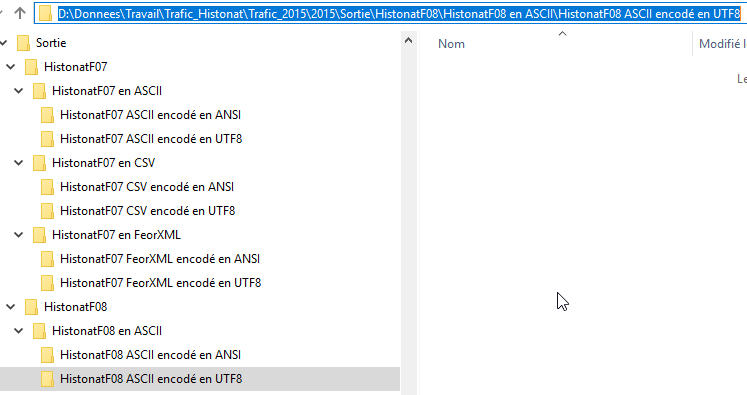 D:\Donnees\Travail\Trafic_Histonat\Trafic_2015\2015\Sortie\HistonatF08\HistonatF08 en ASCII\HistonatF08 ASCII encodé en UTF8
Sortie
HistonatF07
HistonatF07 en ASCII
HistonatF07 ASCII encodé en ANSI
HistonatF07 ASCII encodé en UTF8
HistonatF07 en CSV
HistonatF07 CSV encodé en ANSI
HistonatF07 CSV encodé en UTF8
HistonatF07 en FeorXML
HistonatF07 FeorXML encodé en ANSI
HistonatF07 FeorXML encodé en UTF8
HistonatF08
HistonatF08 en ASCII
HistonatF08 ASCII encodé en ANSI
HistonatF08 ASCII encodé en UTF8
Nom
Modifié l
Le